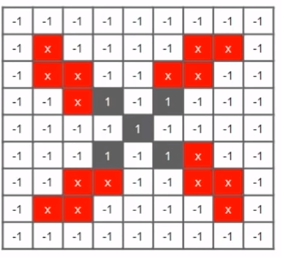 -1 -1 -1 -1 -1 -1 -1 -1 -1
-1 x -1 -1 -1 -1 x x -1
-1 x x -1 -1 x x -1 -1
-1 -1 x 1 -1 1 -1 -1 -1
-1 -1 -1 -1 1 -1 -1 -1 -1
-1 -1 -1 1 -1 1 x -1 -1
-1 -1 x x -1 -1 x x -1
-1 x x -1 -1 -1 -1 x -1
-1 -1 -1 -1 -1 -1 -1 -1 -1